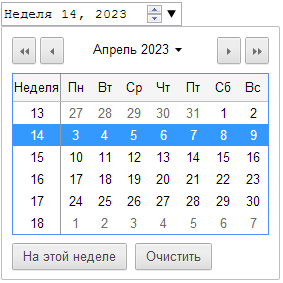 Неделя 14, 2023
Апрель 2023
Неделя Пн Вт Ср Чт Пт Сб Вс
13 27 28 29 30 31 1 2
14 3 4 5 6 7 8 9
15 10 11 12 13 14 15 16
16 17 18 19 20 21 22 23
17 24 25 26 27 28 29 30
18 1 2 3 4 5 6 7
На этой неделе Очистить